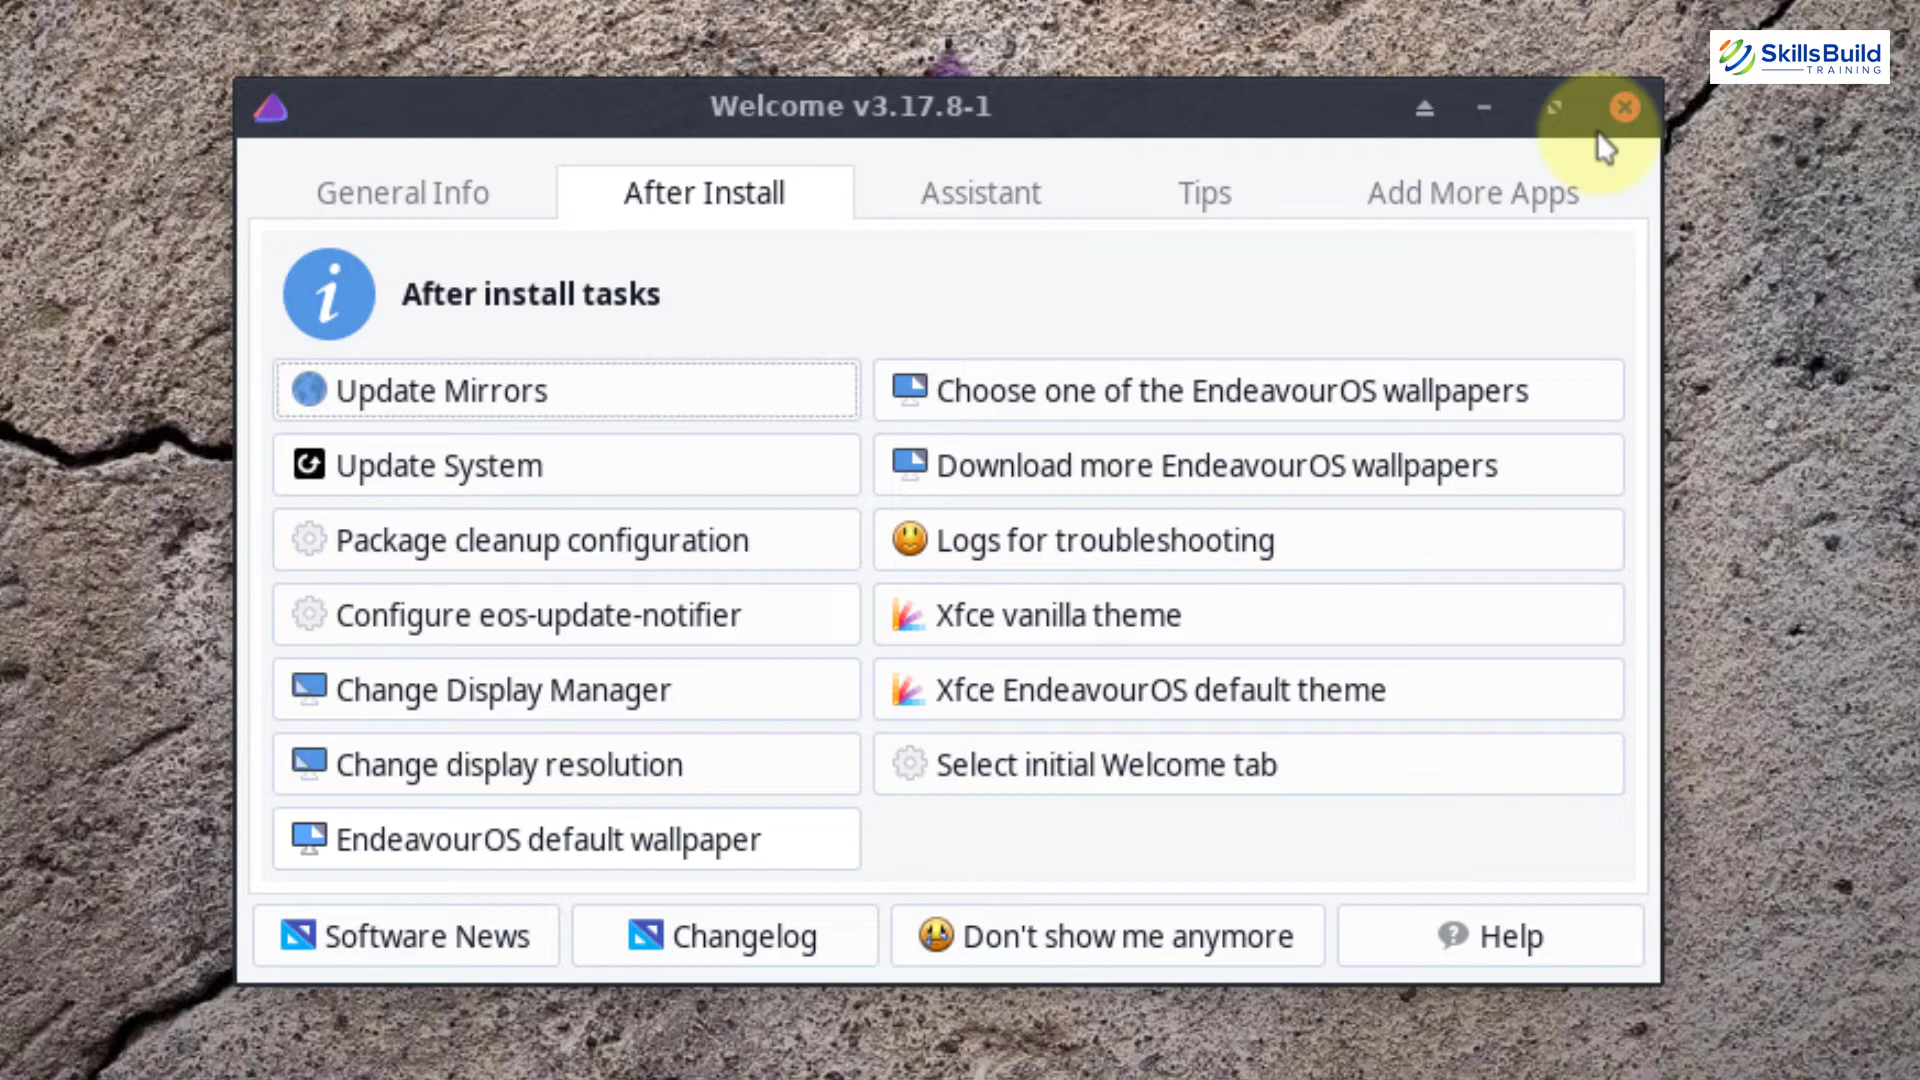 SkillsBuild
TRAINING
Welcome v3.17.8-1
General Info
After Install
Assistant
Tips
Add More Apps
After install tasks
Update Mirrors
Choose one of the EndeavourOS wallpapers
Update System
Download more EndeavourOS wallpapers
Package cleanup configuration
Logs for troubleshooting
Configure eos-update-notifier
Xfce vanilla theme
Change Display Manager
Xfce EndeavourOS default theme
Change display resolution
Select initial Welcome tab
EndeavourOS default wallpaper
Software News
Changelog
Don't show me anymore
Help